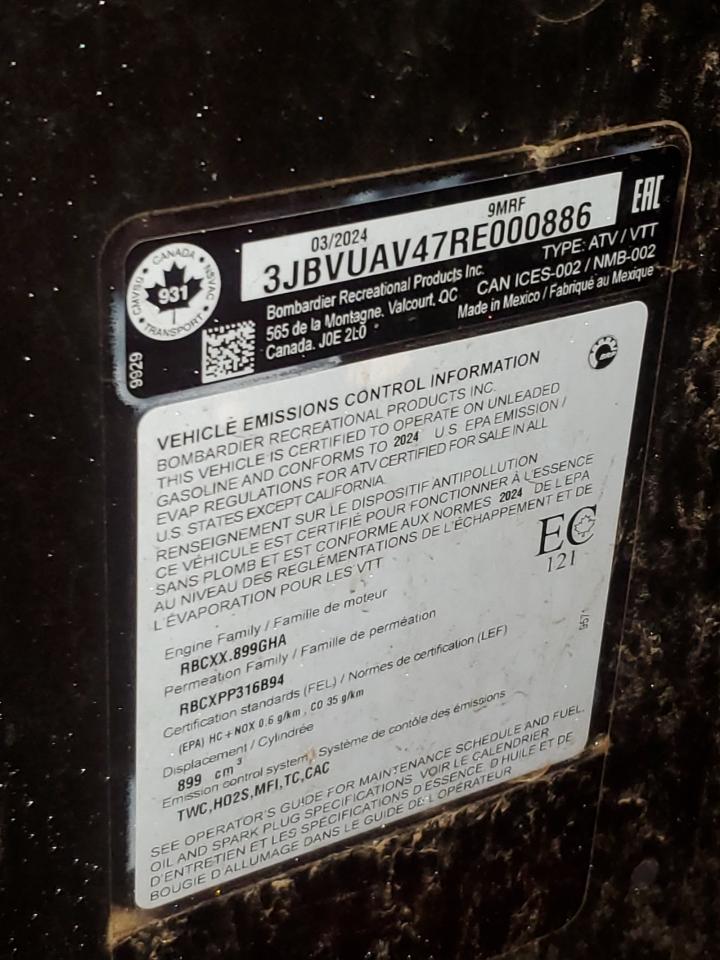 CANADA
CMVSD
NSVAC
931
TRANSPORT
9929
03/2024 9MRF
3JBVUAV47RE000886
EAC
TYPE: ATV / VTT
Bombardier Recreational Products Inc.
CAN ICES-002 / NMB-002
565 de la Montagne, Valcourt, QC
Made in Mexico / Fabriqué au Mexique
Canada, J0E 2L0
VEHICLE EMISSIONS CONTROL INFORMATION
BOMBARDIER RECREATIONAL PRODUCTS INC.
THIS VEHICLE IS CERTIFIED TO OPERATE ON UNLEADED
GASOLINE AND CONFORMS TO 2024 U.S. EPA EMISSION /
EVAP REGULATIONS FOR ATV CERTIFIED FOR SALE IN ALL
U.S. STATES EXCEPT CALIFORNIA.
RENSEIGNEMENT SUR LE DISPOSITIF ANTIPOLLUTION
CE VÉHICULE EST CERTIFIÉ POUR FONCTIONNER À L'ESSENCE
SANS PLOMB ET EST CONFORME AUX NORMES 2024 DE L'EPA
AU NIVEAU DES REGLÉMENTATIONS DE L'ÉCHAPPEMENT ET DE
L'ÉVAPORATION POUR LES VTT
EC
121
Engine Family / Famille de moteur
RBCXX.899GHA
Permeation Family / Famille de perméation
RBCXPP316B94
Certification standards (FEL) / Normes de certification (LEF)
(EPA) HC + NOX 0.6 g/km , CO 35 g/km
Displacement / Cylindrée
899 cm³
Emission control system / Système de contrôle des émissions
TWC,HO2S,MFI,TC,CAC
SEE OPERATOR'S GUIDE FOR MAINTENANCE SCHEDULE AND FUEL,
OIL AND SPARK PLUG SPECIFICATIONS. VOIR LE CALENDRIER
D'ENTRETIEN ET LES SPÉCIFICATIONS D'ESSENCE, D'HUILE ET DE
BOUGIE D'ALLUMAGE DANS LE GUIDE DE L'OPÉRATEUR